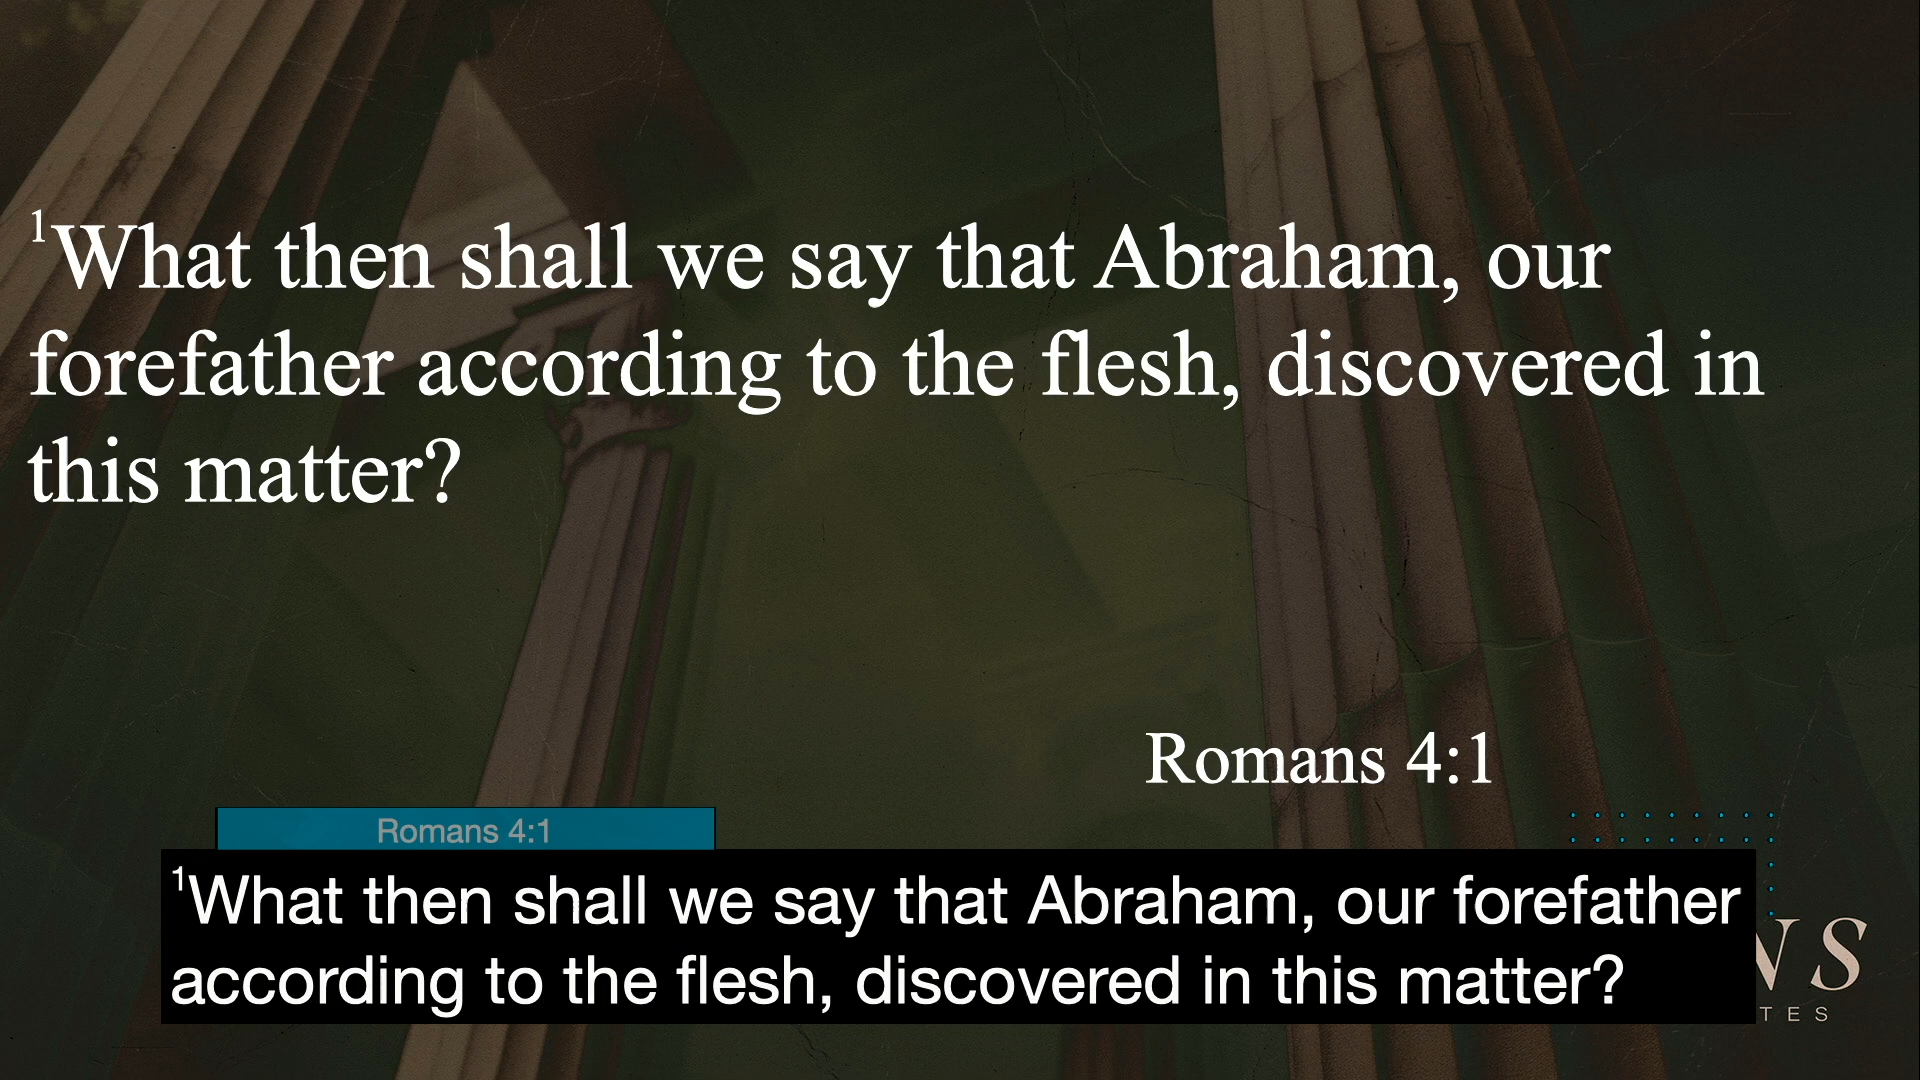 ¹What then shall we say that Abraham, our
forefather according to the flesh, discovered in
this matter?
Romans 4:1
Romans 4:1
¹What then shall we say that Abraham, our forefather
according to the flesh, discovered in this matter?